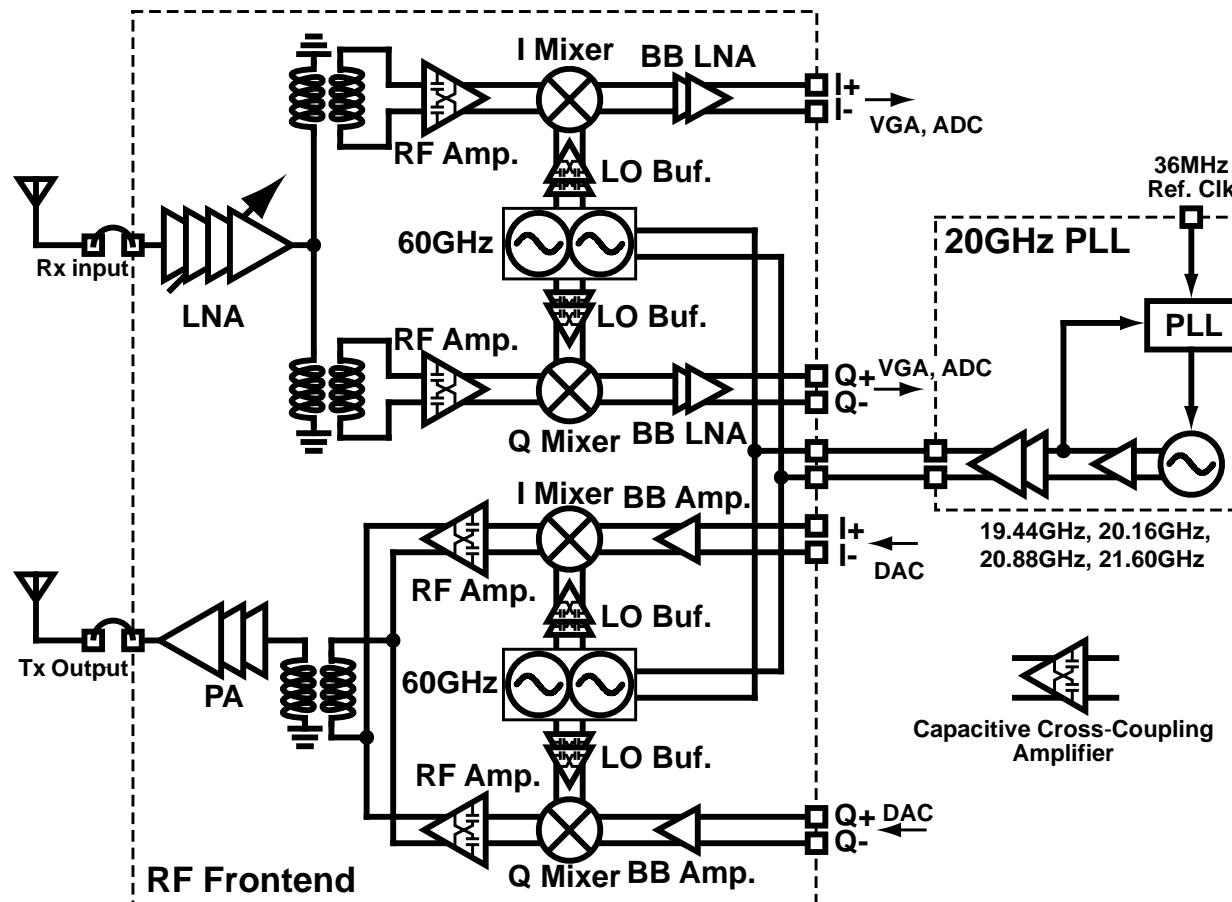 I Mixer
BB LNA
I+
I-
VGA, ADC
RF Amp.
LO Buf.
36MHz
Ref. Clk
Rx input
LNA
60GHz
20GHz PLL
PLL
LO Buf.
RF Amp.
Q+
Q-
VGA, ADC
Q Mixer
BB LNA
I Mixer
BB Amp.
I+
I-
DAC
19.44GHz, 20.16GHz,
20.88GHz, 21.60GHz
RF Amp.
LO Buf.
Tx Output
PA
60GHz
Capacitive Cross-Coupling
Amplifier
LO Buf.
RF Amp.
Q+
Q-
DAC
Q Mixer
BB Amp.
RF Frontend